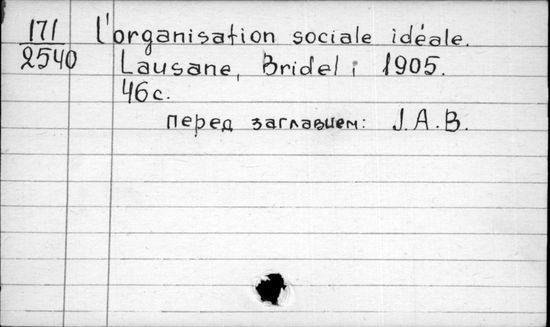 171 L'organisation sociale idéale.
2540 Lausane, Bridel i 1905.
46 с.
перед заглавием: J.A.B.